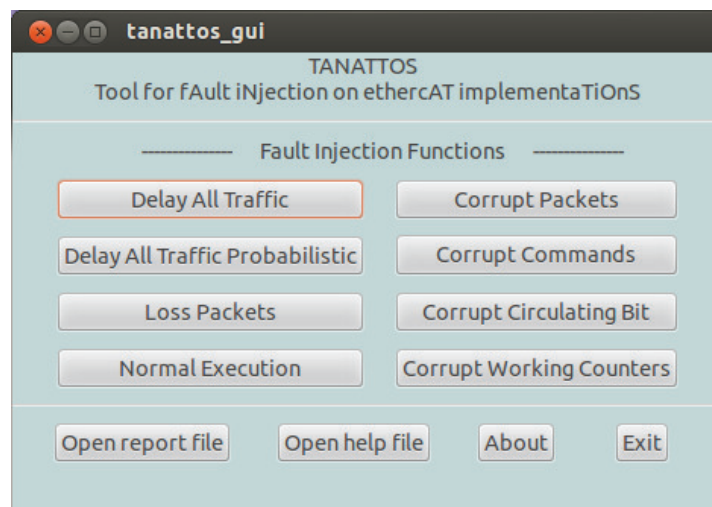 tanattos_gui
TANATTOS
Tool for fAult iNjection on ethercAT implementaTiOnS
--------------- Fault Injection Functions ---------------
Delay All Traffic
Corrupt Packets
Delay All Traffic Probabilistic
Corrupt Commands
Loss Packets
Corrupt Circulating Bit
Normal Execution
Corrupt Working Counters
Open report file
Open help file
About
Exit